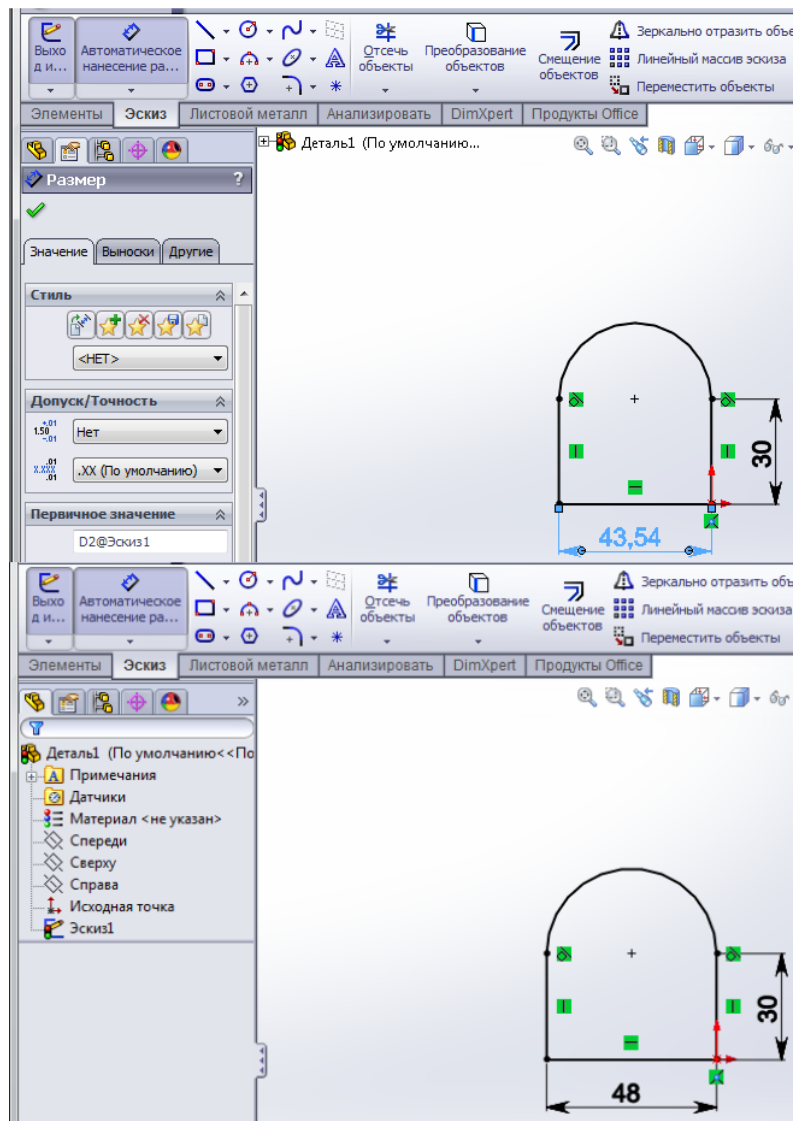 Выхо
д и...
Автоматическое
нанесение ра...
Отсечь
объекты
Преобразование
объектов
Смещение
объектов
Зеркально отразить объе
Линейный массив эскиза
Переместить объекты
Элементы
Эскиз
Листовой металл
Анализировать
DimXpert
Продукты Office
Деталь1 (По умолчанию...
Размер
?
Значение
Выноски
Другие
Стиль
<НЕТ>
Допуск/Точность
Нет
.XX (По умолчанию)
Первичное значение
D2@Эскиз1
30
43,54
Выхо
д и...
Автоматическое
нанесение ра...
Отсечь
объекты
Преобразование
объектов
Смещение
объектов
Зеркально отразить объ
Линейный массив эскиза
Переместить объекты
Элементы
Эскиз
Листовой металл
Анализировать
DimXpert
Продукты Office
Деталь1 (По умолчанию<<По
Примечания
Датчики
Материал <не указан>
Спереди
Сверху
Справа
Исходная точка
Эскиз1
30
48